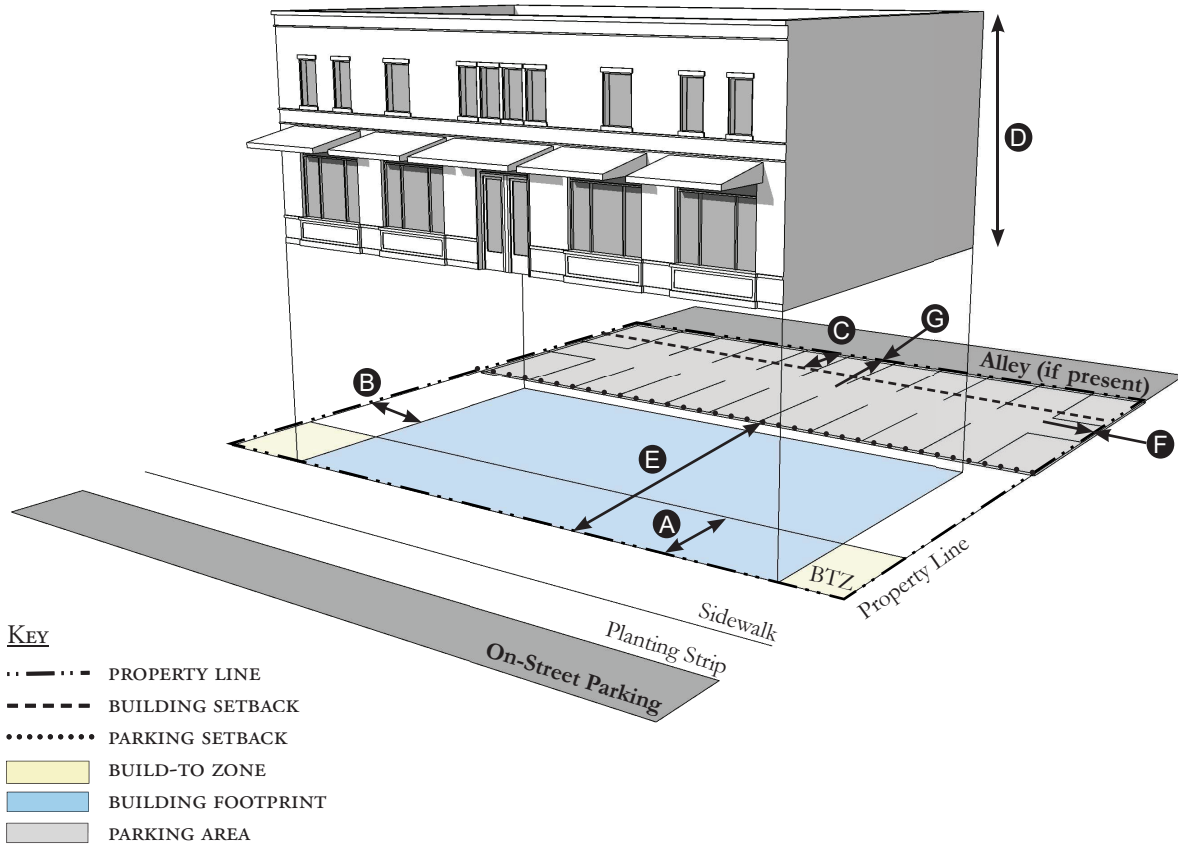 D
G
C
Alley (if present)
B
F
E
A
BTZ
Property Line
Sidewalk
Planting Strip
On-Street Parking
KEY
PROPERTY LINE
BUILDING SETBACK
PARKING SETBACK
BUILD-TO ZONE
BUILDING FOOTPRINT
PARKING AREA